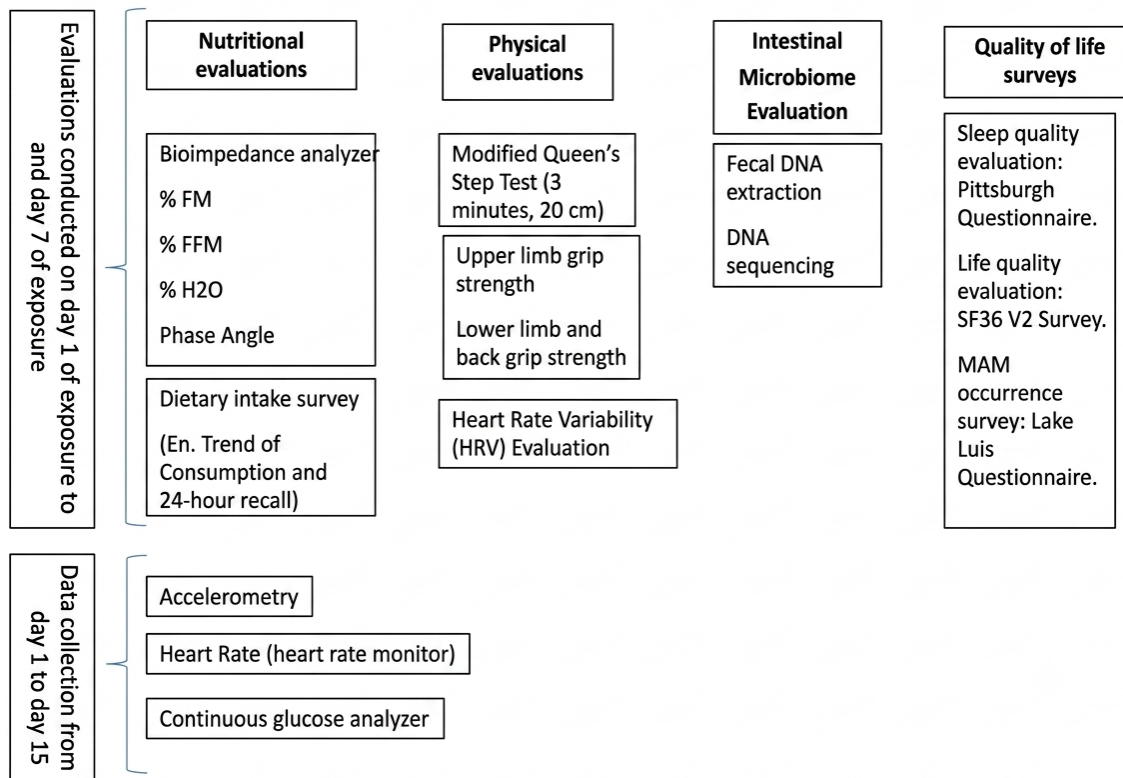 Evaluations conducted on day 1 of exposure to
and day 7 of exposure
Nutritional
evaluations
Bioimpedance analyzer
% FM
% FFM
% H2O
Phase Angle
Dietary intake survey
(En. Trend of
Consumption and
24-hour recall)
Physical
evaluations
Modified Queen’s
Step Test (3
minutes, 20 cm)
Upper limb grip
strength
Lower limb and
back grip strength
Heart Rate Variability
(HRV) Evaluation
Intestinal
Microbiome
Evaluation
Fecal DNA
extraction
DNA
sequencing
Quality of life
surveys
Sleep quality
evaluation:
Pittsburgh
Questionnaire.
Life quality
evaluation:
SF36 V2 Survey.
MAM
occurrence
survey: Lake
Luis
Questionnaire.
Data collection from
day 1 to day 15
Accelerometry
Heart Rate (heart rate monitor)
Continuous glucose analyzer